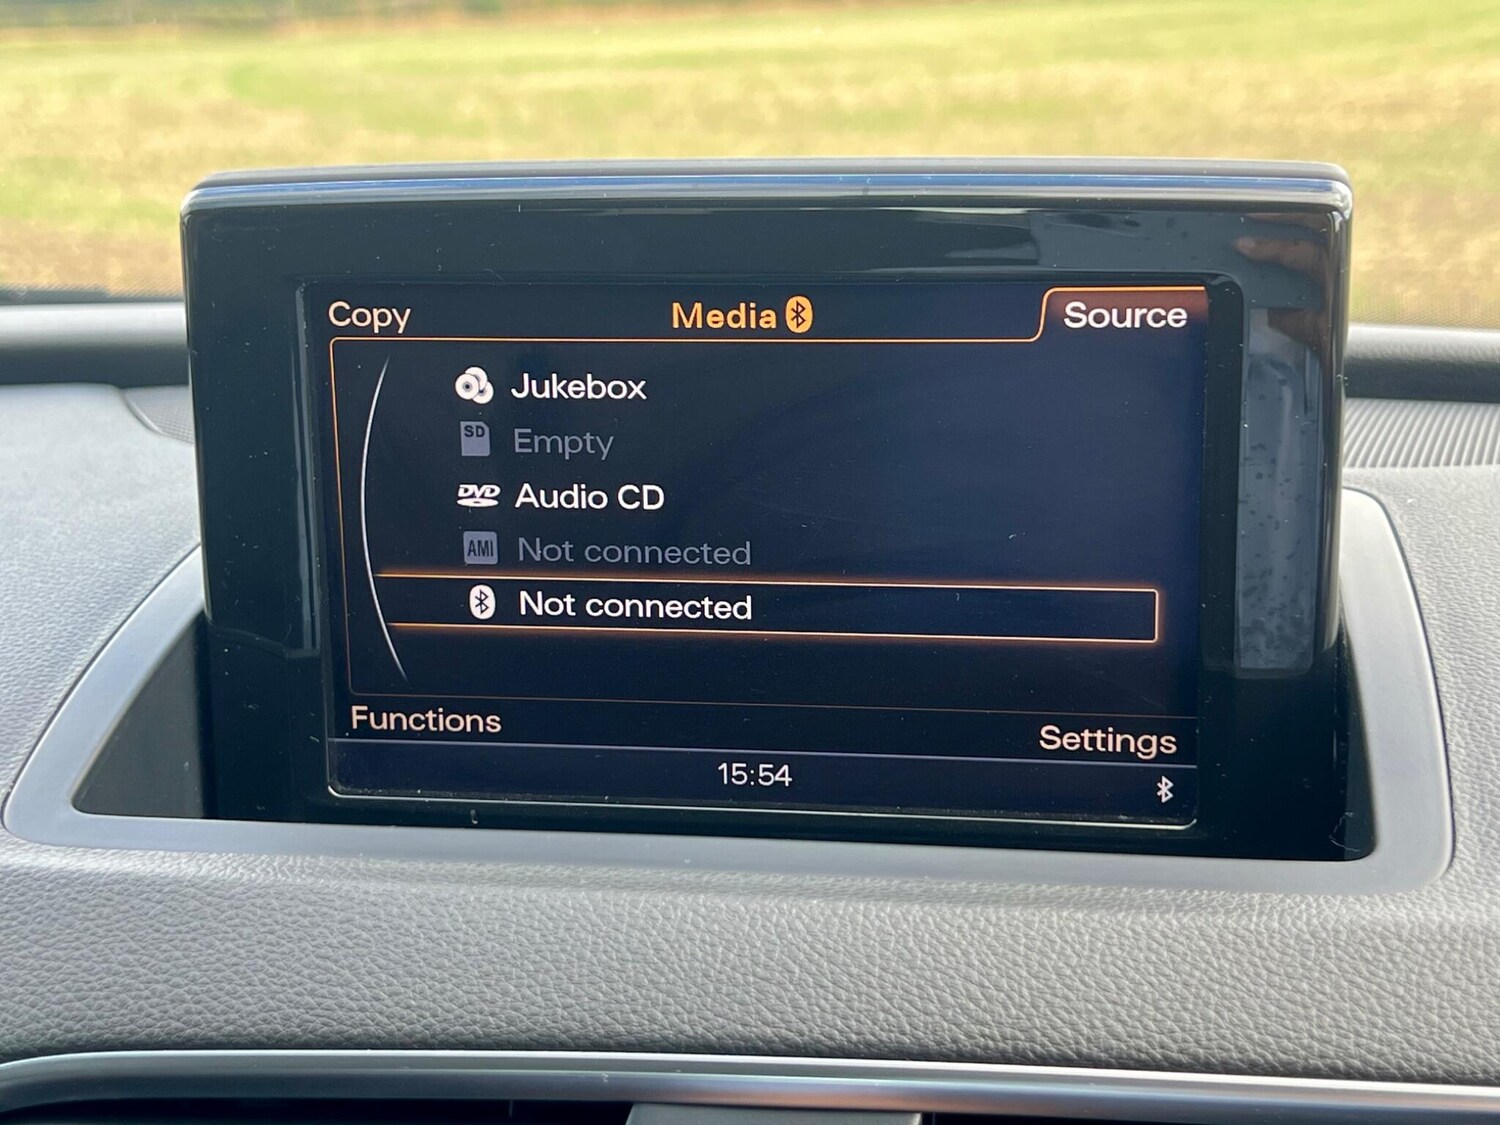 Copy Media Source
Jukebox
SD Empty
DVD Audio CD
AMI Not connected
Not connected
Functions Settings
15:54